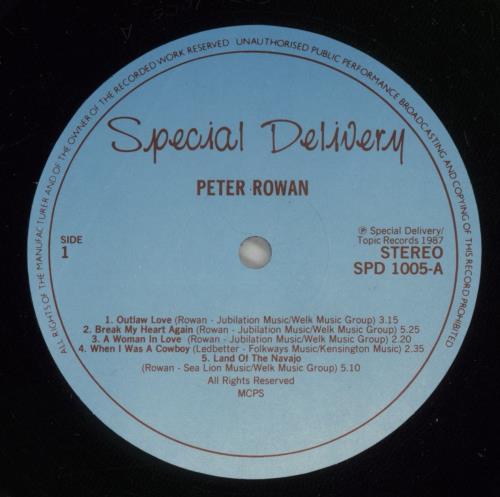 ALL RIGHTS OF THE MANUFACTURER AND OF THE OWNER OF THE RECORDED WORK RESERVED UNAUTHORISED PUBLIC PERFORMANCE BROADCASTING AND COPYING OF THIS RECORD PROHIBITED
Special Delivery
PETER ROWAN
SIDE
1
℗ Special Delivery/
Topic Records 1987
STEREO
SPD 1005-A
1. Outlaw Love (Rowan - Jubilation Music/Welk Music Group) 3.15
2. Break My Heart Again (Rowan - Jubilation Music/Welk Music Group) 5.25
3. A Woman In Love (Rowan - Jubilation Music/Welk Music Group) 2.20
4. When I Was A Cowboy (Ledbetter - Folkways Music/Kensington Music) 2.35
5. Land Of The Navajo
(Rowan - Sea Lion Music/Welk Music Group) 5.10
All Rights Reserved
MCPS